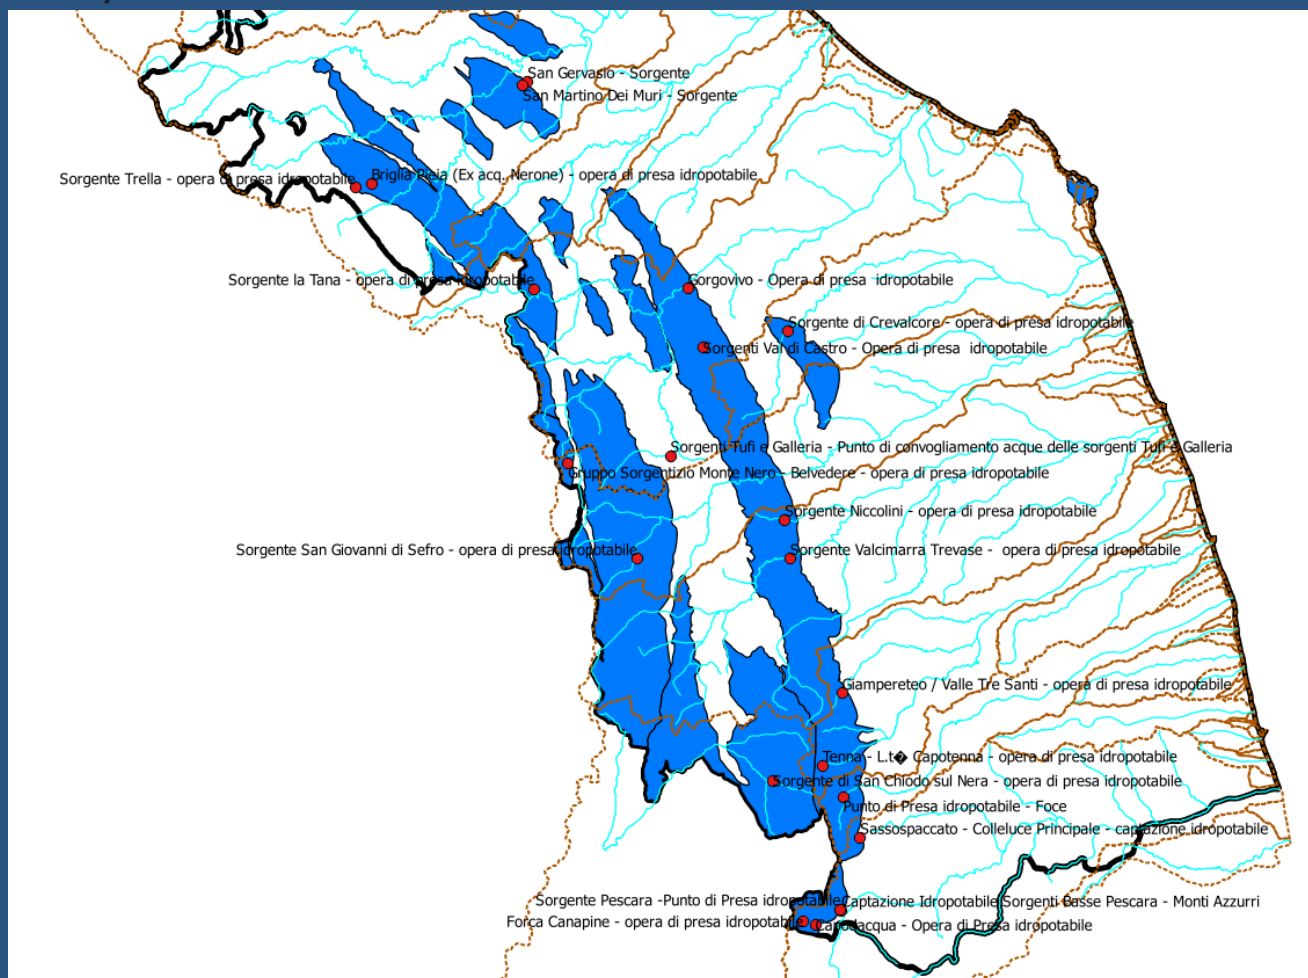 San Gervasio - Sorgente
San Martino Dei Muri - Sorgente
Sorgente Trella - opera di presa idropotabile
Briglia Pieia (Ex acq. Nerone) - opera di presa idropotabile
Sorgente la Tana - opera di presa idropotabile
Gorgovivo - Opera di presa idropotabile
Sorgente di Crevalcore - opera di presa idropotabile
Sorgenti Val di Castro - Opera di presa idropotabile
Sorgenti Tufi e Galleria - Punto di convogliamento acque delle sorgenti Tufi e Galleria
Gruppo Sorgentizio Monte Nero - Belvedere - opera di presa idropotabile
Sorgente Niccolini - opera di presa idropotabile
Sorgente San Giovanni di Sefro - opera di presa idropotabile
Sorgente Valcimarra Trevase - opera di presa idropotabile
Giampereteo / Valle Tre Santi - opera di presa idropotabile
Tenna - L.t� Capotenna - opera di presa idropotabile
Sorgente di San Chiodo sul Nera - opera di presa idropotabile
Punto di Presa idropotabile - Foce
Sassospaccato - Colleluce Principale - captazione idropotabile
Sorgente Pescara -Punto di Presa idropotabile
Captazione Idropotabile Sorgenti Basse Pescara - Monti Azzurri
Forca Canapine - opera di presa idropotabile
Capodacqua - Opera di Presa idropotabile